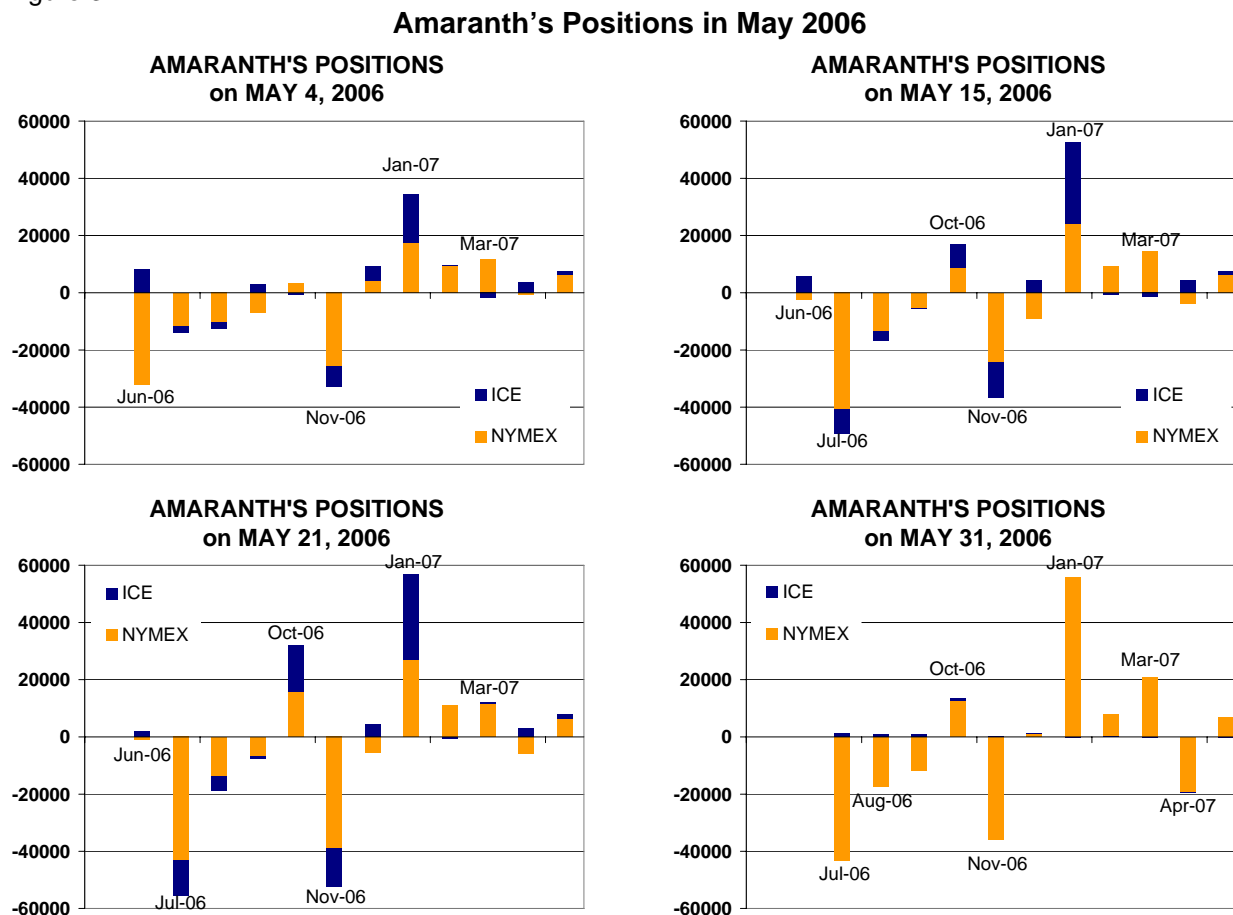 Amaranth's Positions in May 2006
AMARANTH'S POSITIONS
on MAY 4, 2006
60000
40000
20000
0
-20000
-40000
-60000
Jan-07
Mar-07
Jun-06
Nov-06
ICE
NYMEX
AMARANTH'S POSITIONS
on MAY 15, 2006
60000
40000
20000
0
-20000
-40000
-60000
Jan-07
Oct-06
Mar-07
Jun-06
Nov-06
Jul-06
ICE
NYMEX
AMARANTH'S POSITIONS
on MAY 21, 2006
60000
40000
20000
0
-20000
-40000
-60000
ICE
NYMEX
Jan-07
Oct-06
Mar-07
Jun-06
Jul-06
Nov-06
AMARANTH'S POSITIONS
on MAY 31, 2006
60000
40000
20000
0
-20000
-40000
-60000
ICE
NYMEX
Jan-07
Oct-06
Mar-07
Aug-06
Apr-07
Jul-06
Nov-06